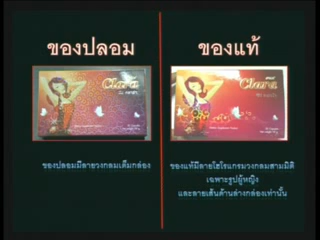 ของปลอม
ของแท้
Clara
Clara
ของปลอมมีลายวงกลมเต็มกล่อง
ของแท้มีลายโฮโรแกรมวงกลมสามมิติ
เฉพาะรูปผู้หญิง
และลายเส้นด้านล่างกล่องเท่านั้น